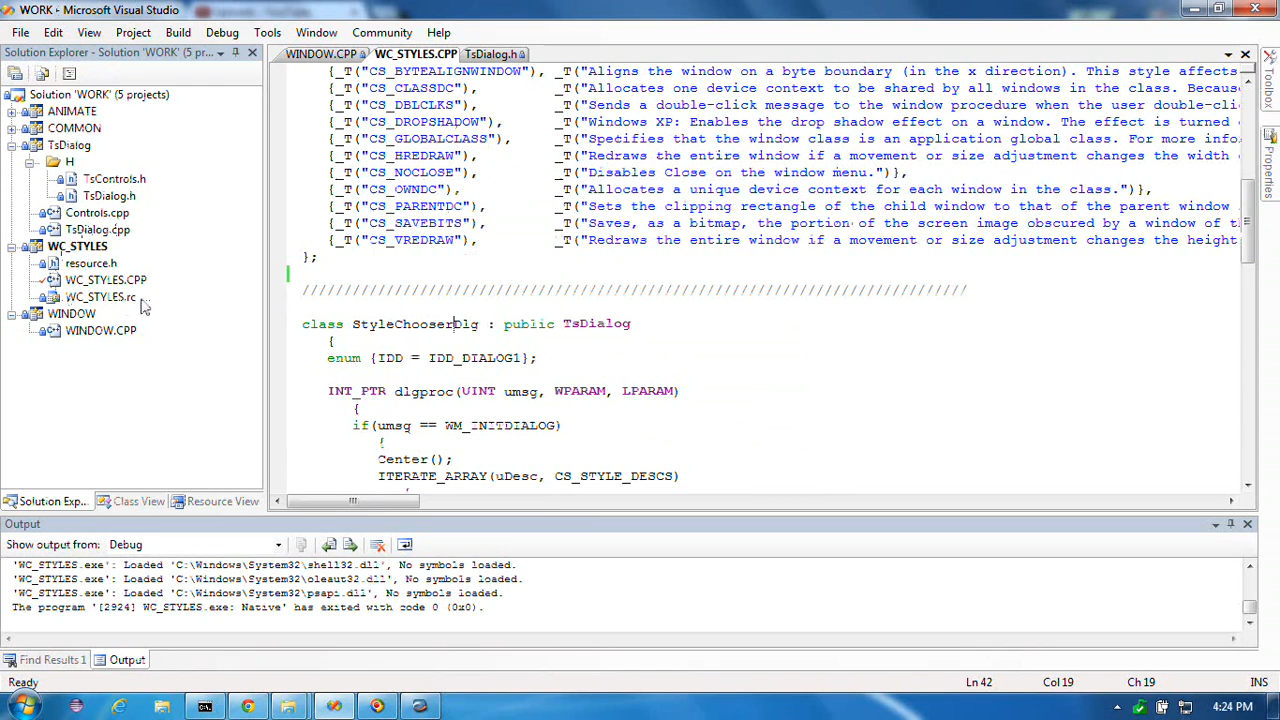 WORK - Microsoft Visual Studio
File Edit View Project Build Debug Tools Window Community Help
Solution Explorer - Solution 'WORK' (5 pr...
WINDOW.CPP WC_STYLES.CPP TsDialog.h
Solution 'WORK' (5 projects)
ANIMATE
COMMON
TsDialog
H
TsControls.h
TsDialog.h
Controls.cpp
TsDialog.cpp
WC_STYLES
resource.h
WC_STYLES.CPP
WC_STYLES.rc
WINDOW
WINDOW.CPP
Solution Exp... Class View Resource View
{_T("CS_BYTEALIGNWINDOW"), _T("Aligns the window on a byte boundary (in the x direction). This style affects
{_T("CS_CLASSDC"), _T("Allocates one device context to be shared by all windows in the class. Becaus
{_T("CS_DBLCLKS"), _T("Sends a double-click message to the window procedure when the user double-cli
{_T("CS_DROPSHADOW"), _T("Windows XP: Enables the drop shadow effect on a window. The effect is turned
{_T("CS_GLOBALCLASS"), _T("Specifies that the window class is an application global class. For more info
{_T("CS_HREDRAW"), _T("Redraws the entire window if a movement or size adjustment changes the width
{_T("CS_NOCLOSE"), _T("Disables Close on the window menu.")},
{_T("CS_OWNDC"), _T("Allocates a unique device context for each window in the class.")},
{_T("CS_PARENTDC"), _T("Sets the clipping rectangle of the child window to that of the parent window
{_T("CS_SAVEBITS"), _T("Saves, as a bitmap, the portion of the screen image obscured by a window of t
{_T("CS_VREDRAW"), _T("Redraws the entire window if a movement or size adjustment changes the height
};
////////////////////////////////////////////////////////////////////////////////
class StyleChooserDlg : public TsDialog
{
enum {IDD = IDD_DIALOG1};
INT_PTR dlgproc(UINT umsg, WPARAM, LPARAM)
{
if(umsg == WM_INITDIALOG)
{
Center();
ITERATE_ARRAY(uDesc, CS_STYLE_DESCS)
{
Toolbox
Properties
Output
Show output from: Debug
'WC_STYLES.exe': Loaded 'C:\Windows\System32\shell32.dll', No symbols loaded.
'WC_STYLES.exe': Loaded 'C:\Windows\System32\oleaut32.dll', No symbols loaded.
'WC_STYLES.exe': Loaded 'C:\Windows\System32\psapi.dll', No symbols loaded.
The program '[2924] WC_STYLES.exe: Native' has exited with code 0 (0x0).
Find Results 1 Output
Ready Ln 42 Col 19 Ch 19 INS
4:24 PM